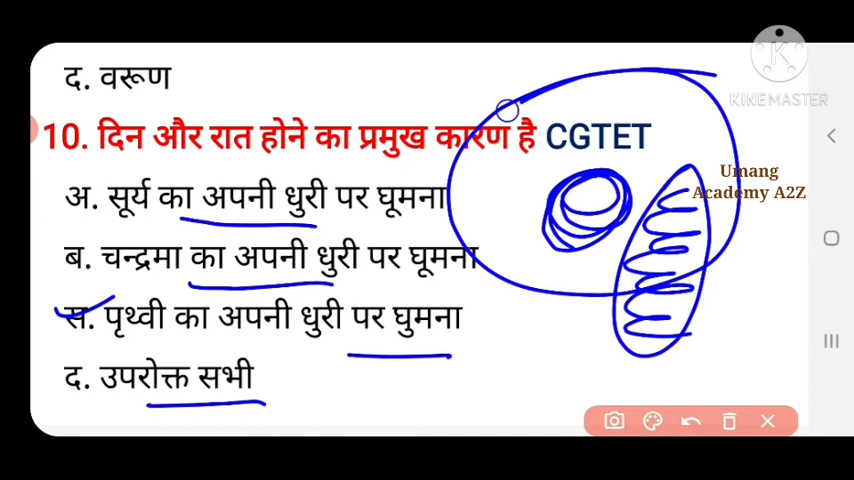 द. वरूण
10. दिन और रात होने का प्रमुख कारण है CGTET
अ. सूर्य का अपनी धुरी पर घूमना
ब. चन्द्रमा का अपनी धुरी पर घूमना
स. पृथ्वी का अपनी धुरी पर घुमना
द. उपरोक्त सभी
KINEMASTER
Umang
Academy A2Z